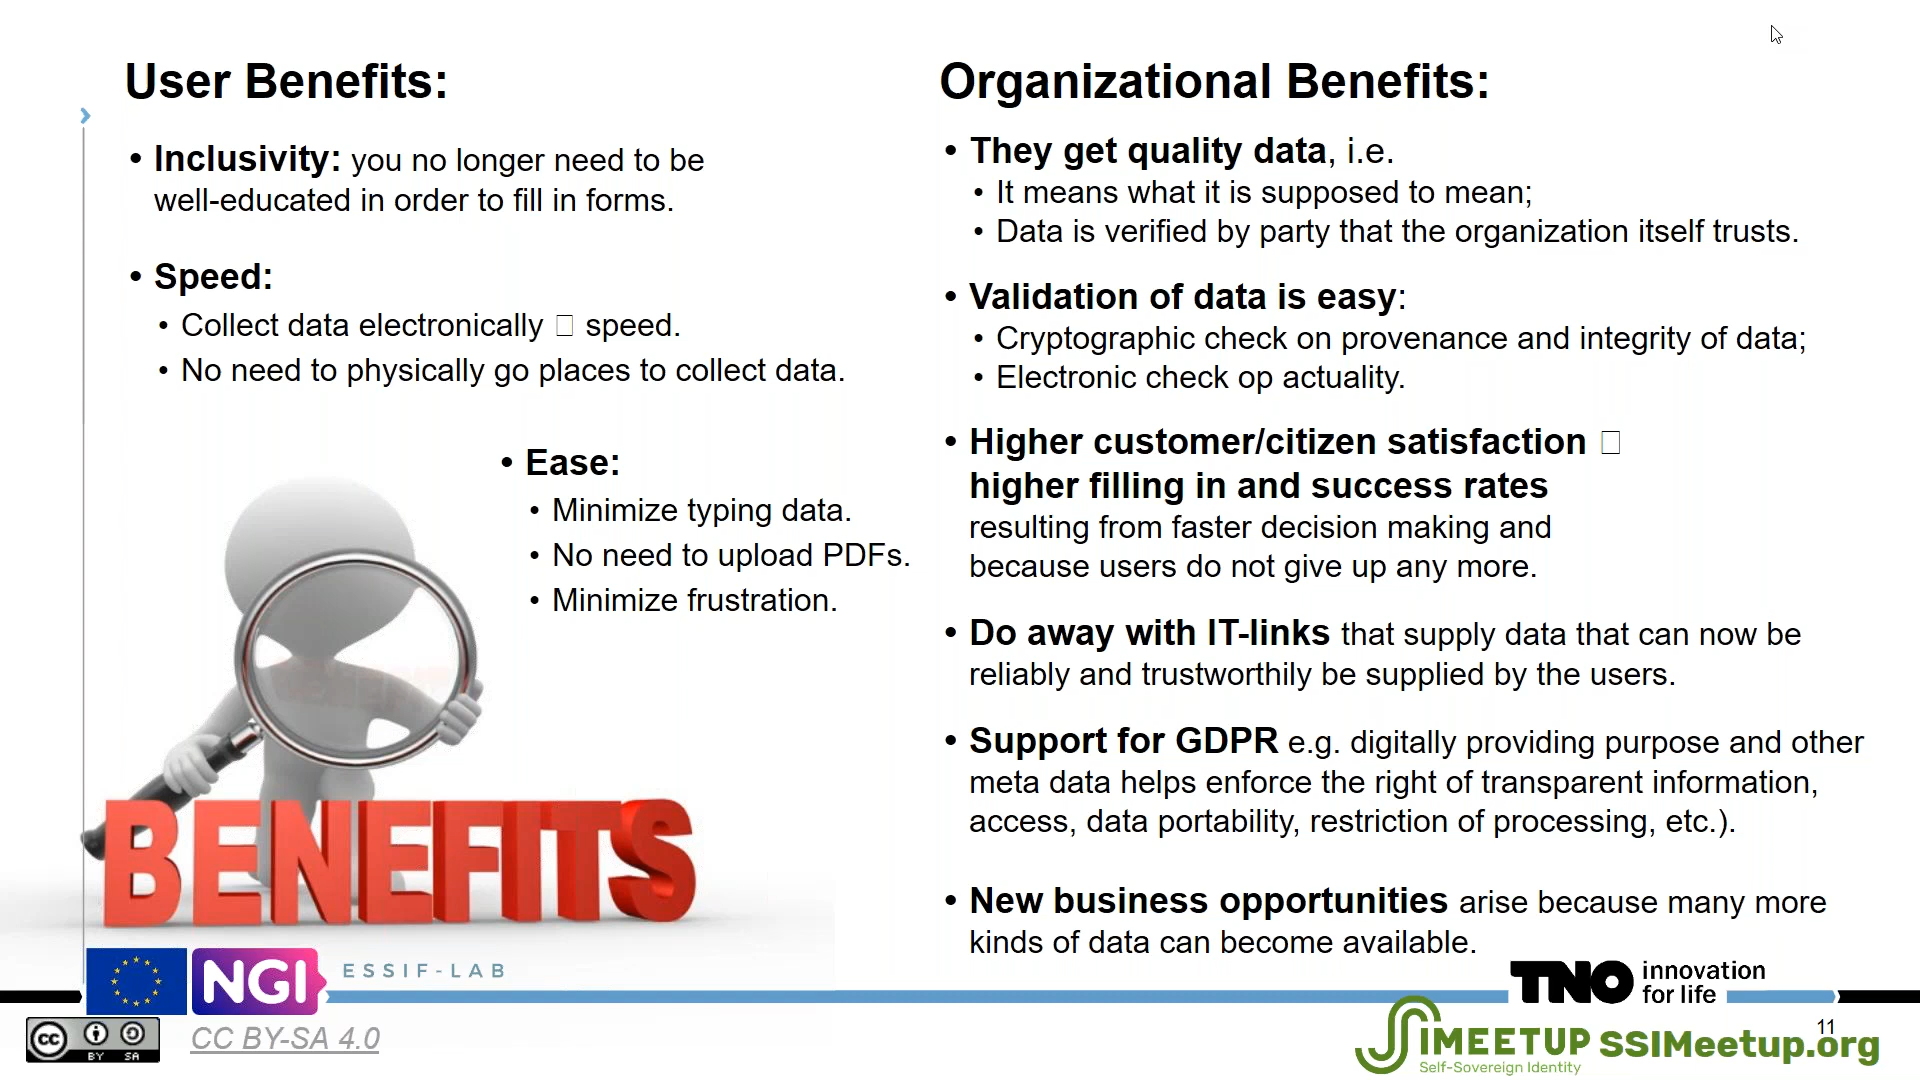 User Benefits:
• Inclusivity: you no longer need to be
well-educated in order to fill in forms.
• Speed:
• Collect data electronically □ speed.
• No need to physically go places to collect data.
• Ease:
• Minimize typing data.
• No need to upload PDFs.
• Minimize frustration.
BENEFITS
Organizational Benefits:
• They get quality data, i.e.
• It means what it is supposed to mean;
• Data is verified by party that the organization itself trusts.
• Validation of data is easy:
• Cryptographic check on provenance and integrity of data;
• Electronic check op actuality.
• Higher customer/citizen satisfaction □
higher filling in and success rates
resulting from faster decision making and
because users do not give up any more.
• Do away with IT-links that supply data that can now be
reliably and trustworthily be supplied by the users.
• Support for GDPR e.g. digitally providing purpose and other
meta data helps enforce the right of transparent information,
access, data portability, restriction of processing, etc.).
• New business opportunities arise because many more
kinds of data can become available.
NGI ESSIF-LAB
TNO innovation
for life
cc BY SA
CC BY-SA 4.0
11
SSIMEETUP
Self-Sovereign Identity
SSIMeetup.org